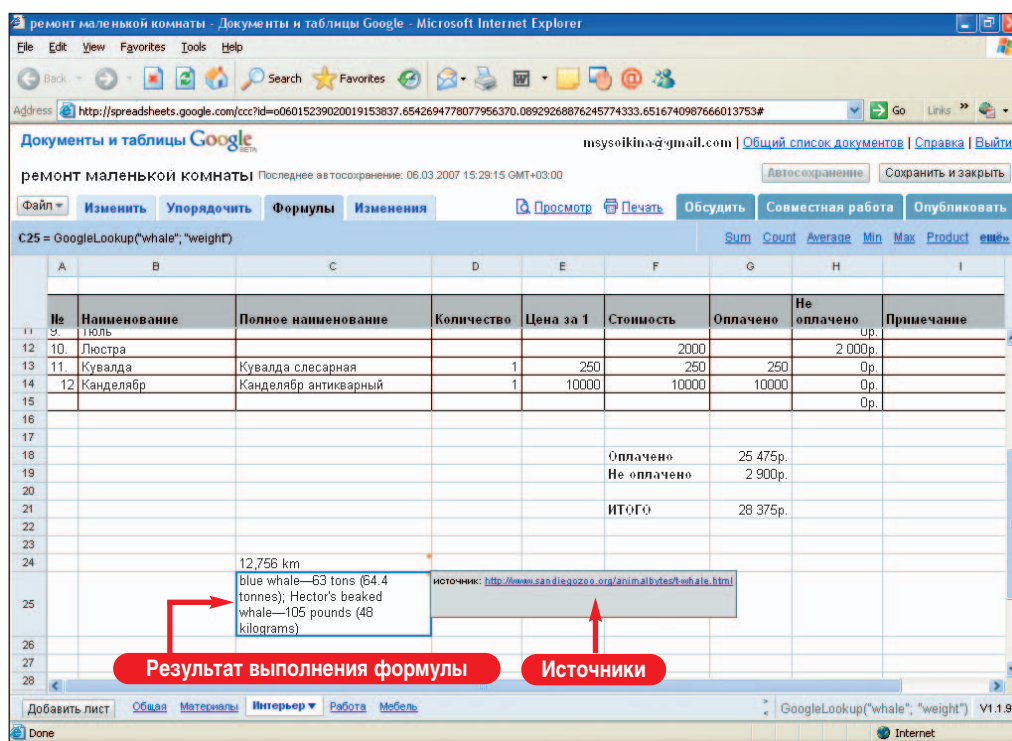 ремонт маленькой комнаты - Документы и таблицы Google - Microsoft Internet Explorer
File Edit View Favorites Tools Help
Back Search Favorites
Address http://spreadsheets.google.com/ccc?id=o06015239020019153837.6542694778077956370.08929268876245774333.6516740987666013753# Go Links »
Документы и таблицы Google BETA msysoikina@gmail.com | Общий список документов | Справка | Выйти
ремонт маленькой комнаты Последнее автосохранение: 06.03.2007 15:29:15 GMT+03:00 Автосохранение Сохранить и закрыть
Файл Изменить Упорядочить Формулы Изменения Просмотр Печать Обсудить Совместная работа Опубликовать
C25 = GoogleLookup("whale"; "weight") Sum Count Average Min Max Product ещё»
A B C D E F G H I
№ Наименование Полное наименование Количество Цена за 1 Стоимость Оплачено Не оплачено Примечание
11 9. Тюль 0р.
12 10. Люстра 2000 2 000р.
13 11. Кувалда Кувалда слесарная 1 250 250 250 0р.
14 12 Канделябр Канделябр антикварный 1 10000 10000 10000 0р.
15 0р.
16
17
18 Оплачено 25 475р.
19 Не оплачено 2 900р.
20
21 ИТОГО 28 375р.
22
23
24 12,756 km
25 blue whale—63 tons (64.4
tonnes); Hector's beaked
whale—105 pounds (48
kilograms)
источник: http://www.sandiegozoo.org/animalbytes/t-whale.html
26
27
28
Результат выполнения формулы Источники
Добавить лист Общая Материалы Интерьер Работа Мебель GoogleLookup("whale"; "weight") V1.1.9
Done Internet